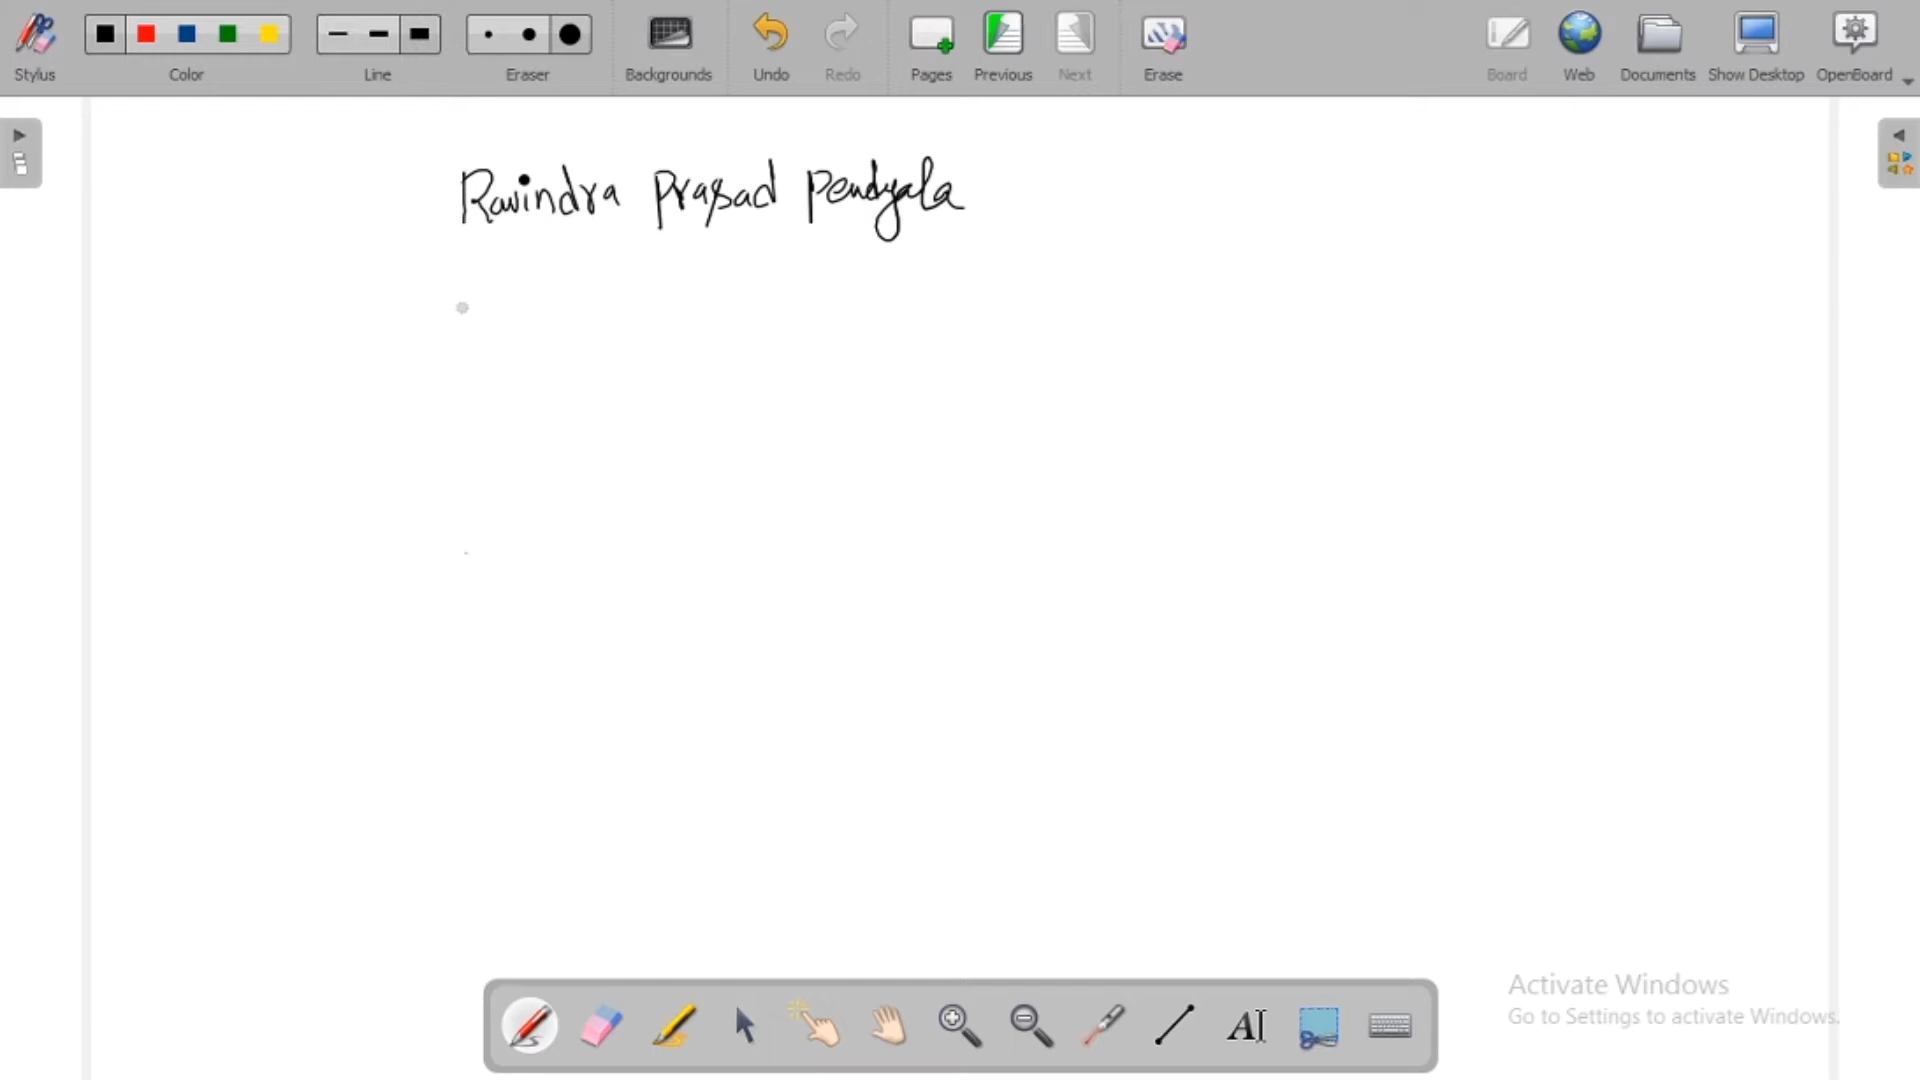 Stylus Color Line Eraser Backgrounds Undo Redo Pages Previous Next Erase Board Web Documents Show Desktop OpenBoard
Ravindra Prasad Pendyala
Activate Windows
Go to Settings to activate Windows.